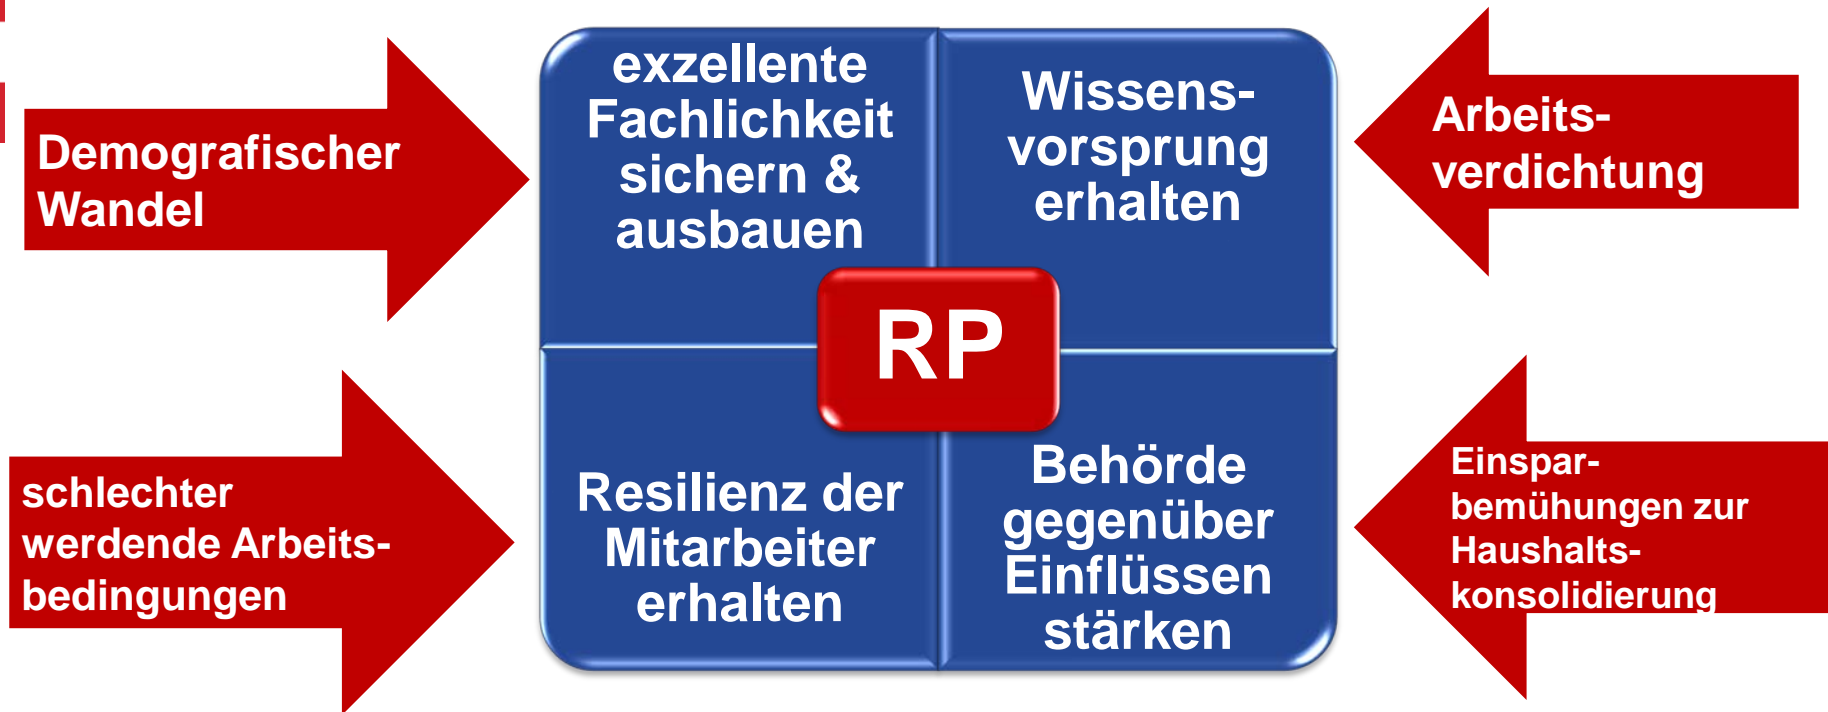 Demografischer
Wandel
exzellente
Fachlichkeit
sichern &
ausbauen
Wissens-
vorsprung
erhalten
Arbeits-
verdichtung
RP
schlechter
werdende Arbeits-
bedingungen
Resilienz der
Mitarbeiter
erhalten
Behörde
gegenüber
Einflüssen
stärken
Einspar-
bemühungen zur
Haushalts-
konsolidierung